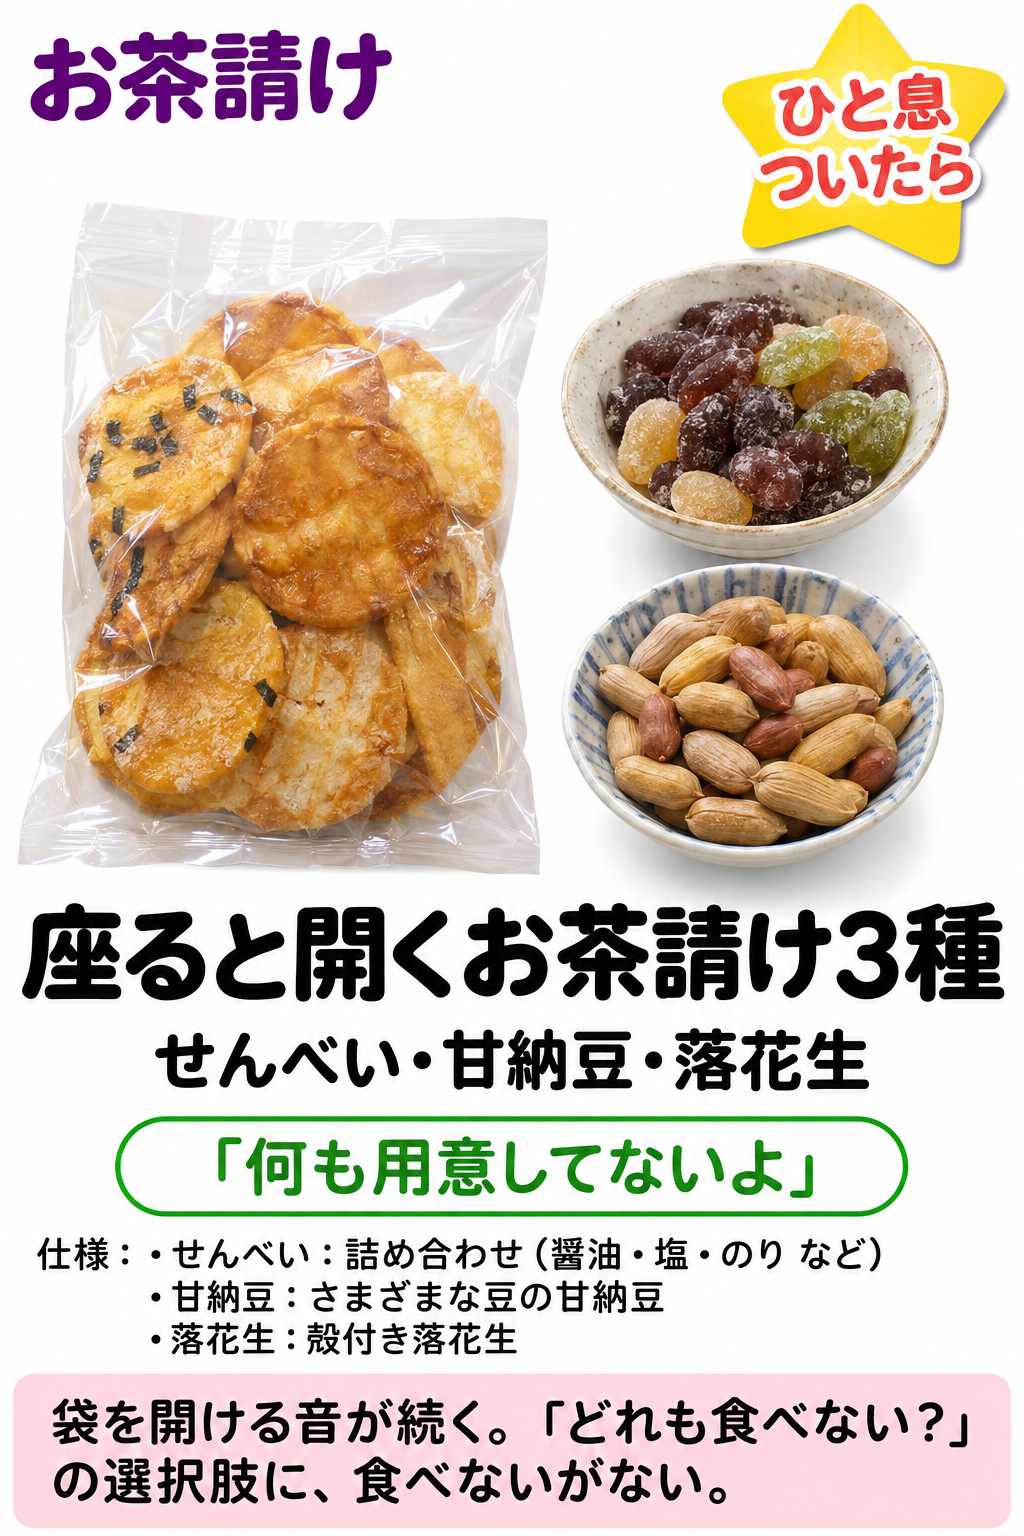 お茶請け
ひと息
ついたら
座ると開くお茶請け3種
せんべい・甘納豆・落花生
「何も用意してないよ」
仕様：・せんべい：詰め合わせ（醤油・塩・のり など）
・甘納豆：さまざまな豆の甘納豆
・落花生：殻付き落花生
袋を開ける音が続く。「どれも食べない？」
の選択肢に、食べないがない。